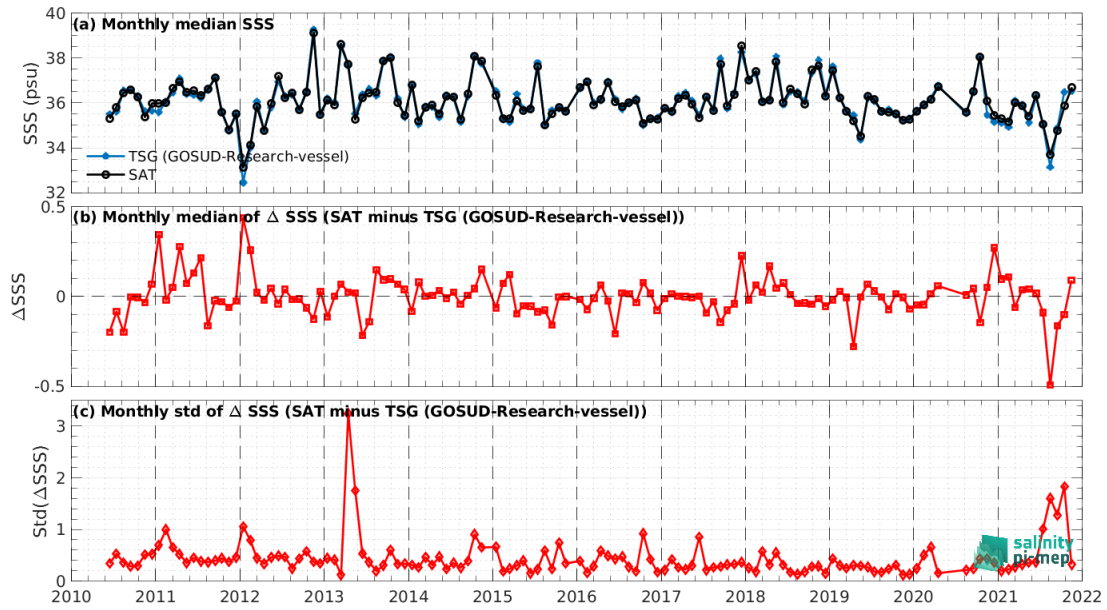 (a) Monthly median SSS
40
38
36
34
32
SSS (psu)
TSG (GOSUD-Research-vessel)
SAT
(b) Monthly median of Δ SSS (SAT minus TSG (GOSUD-Research-vessel))
0.5
0
-0.5
ΔSSS
(c) Monthly std of Δ SSS (SAT minus TSG (GOSUD-Research-vessel))
3
2
1
0
Std(ΔSSS)
salinity
pi-mep
2010 2011 2012 2013 2014 2015 2016 2017 2018 2019 2020 2021 2022